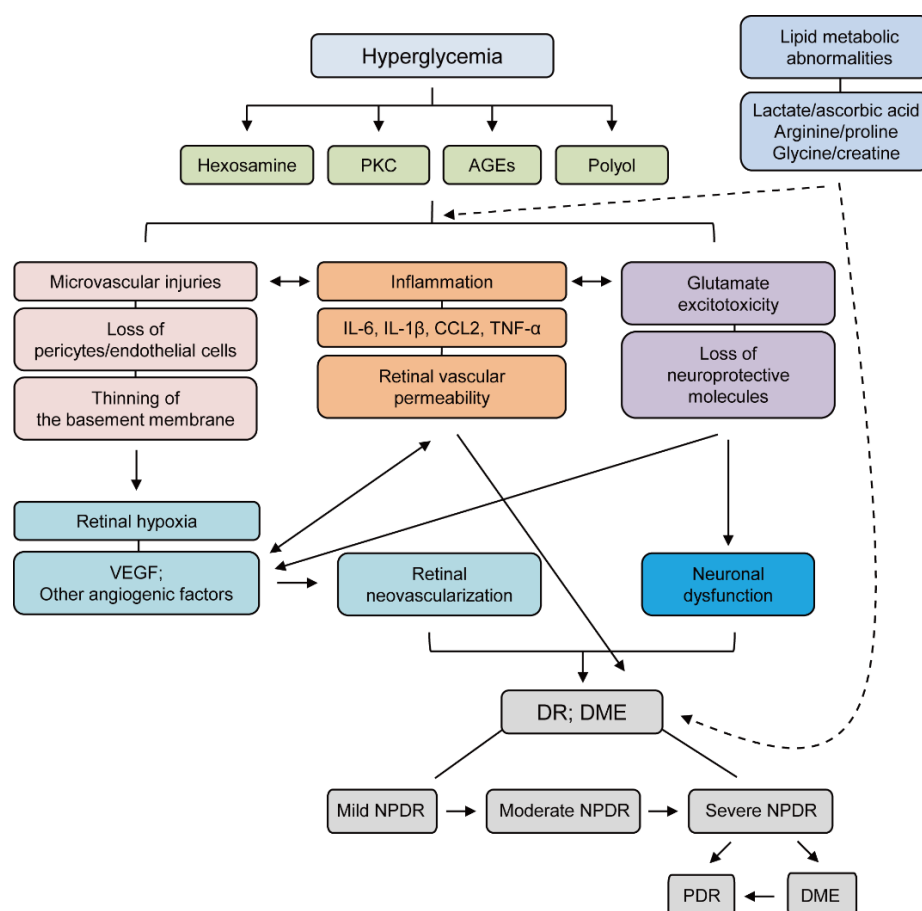 Hyperglycemia
Lipid metabolic
abnormalities
Lactate/ascorbic acid
Arginine/proline
Glycine/creatine
Hexosamine
PKC
AGEs
Polyol
Microvascular injuries
Loss of
pericytes/endothelial cells
Thinning of
the basement membrane
Inflammation
IL-6, IL-1β, CCL2, TNF-α
Retinal vascular
permeability
Glutamate
excitotoxicity
Loss of
neuroprotective
molecules
Retinal hypoxia
VEGF;
Other angiogenic factors
Retinal
neovascularization
Neuronal
dysfunction
DR; DME
Mild NPDR
Moderate NPDR
Severe NPDR
PDR
DME